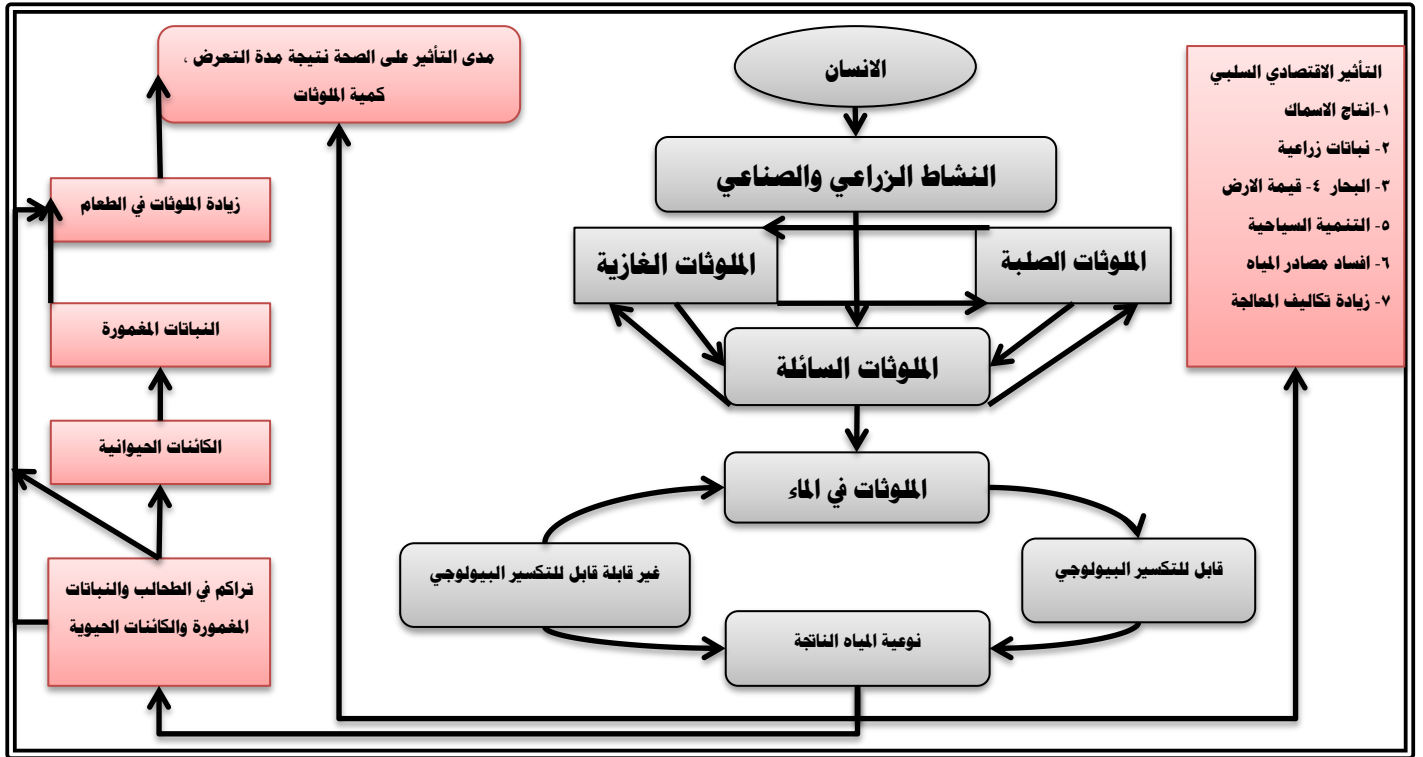 الانسان
النشاط الزراعي والصناعي
الملوثات الصلبة
الملوثات الغازية
الملوثات السائلة
الملوثات في الماء
قابل للتكسير البيولوجي
غير قابلة قابل للتكسير البيولوجي
نوعية المياه الناتجة
التأثير الاقتصادي السلبي
١-انتاج الاسماك
٢- نباتات زراعية
٣- البحار ٤- قيمة الارض
٥- التنمية السياحية
٦- افساد مصادر المياه
٧- زيادة تكاليف المعالجة
مدى التأثير على الصحة نتيجة مدة التعرض ،
كمية الملوثات
زيادة الملوثات في الطعام
النباتات المغمورة
الكائنات الحيوانية
تراكم في الطحالب والنباتات
المغمورة والكائنات الحيوية